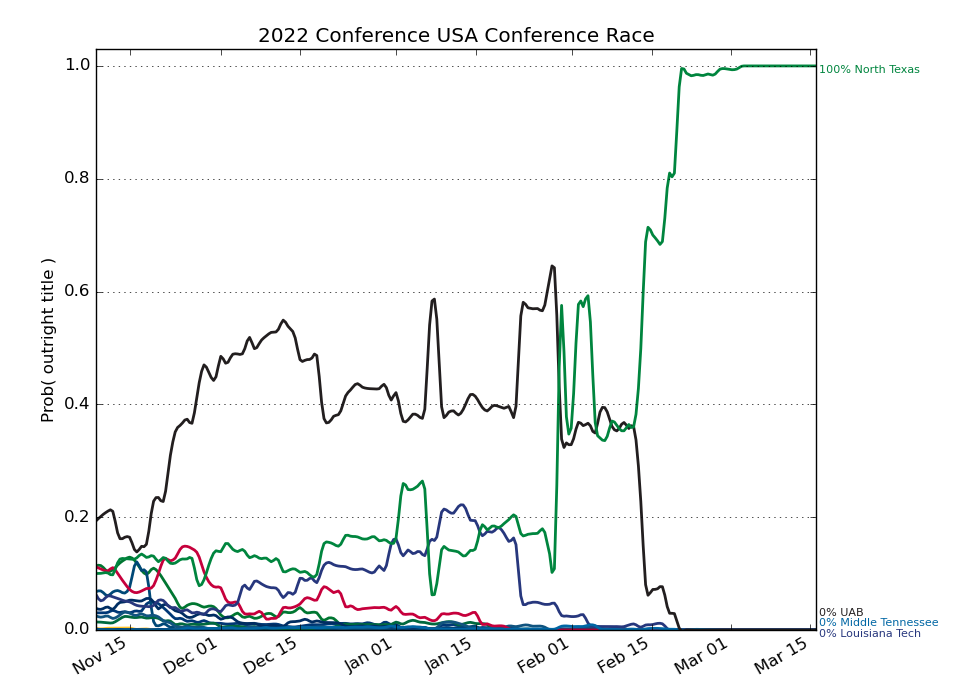 2022 Conference USA Conference Race
Prob( outright title )
1.0
0.8
0.6
0.4
0.2
0.0
100% North Texas
0% UAB
0% Middle Tennessee
0% Louisiana Tech
Nov 15
Dec 01
Dec 15
Jan 01
Jan 15
Feb 01
Feb 15
Mar 01
Mar 15